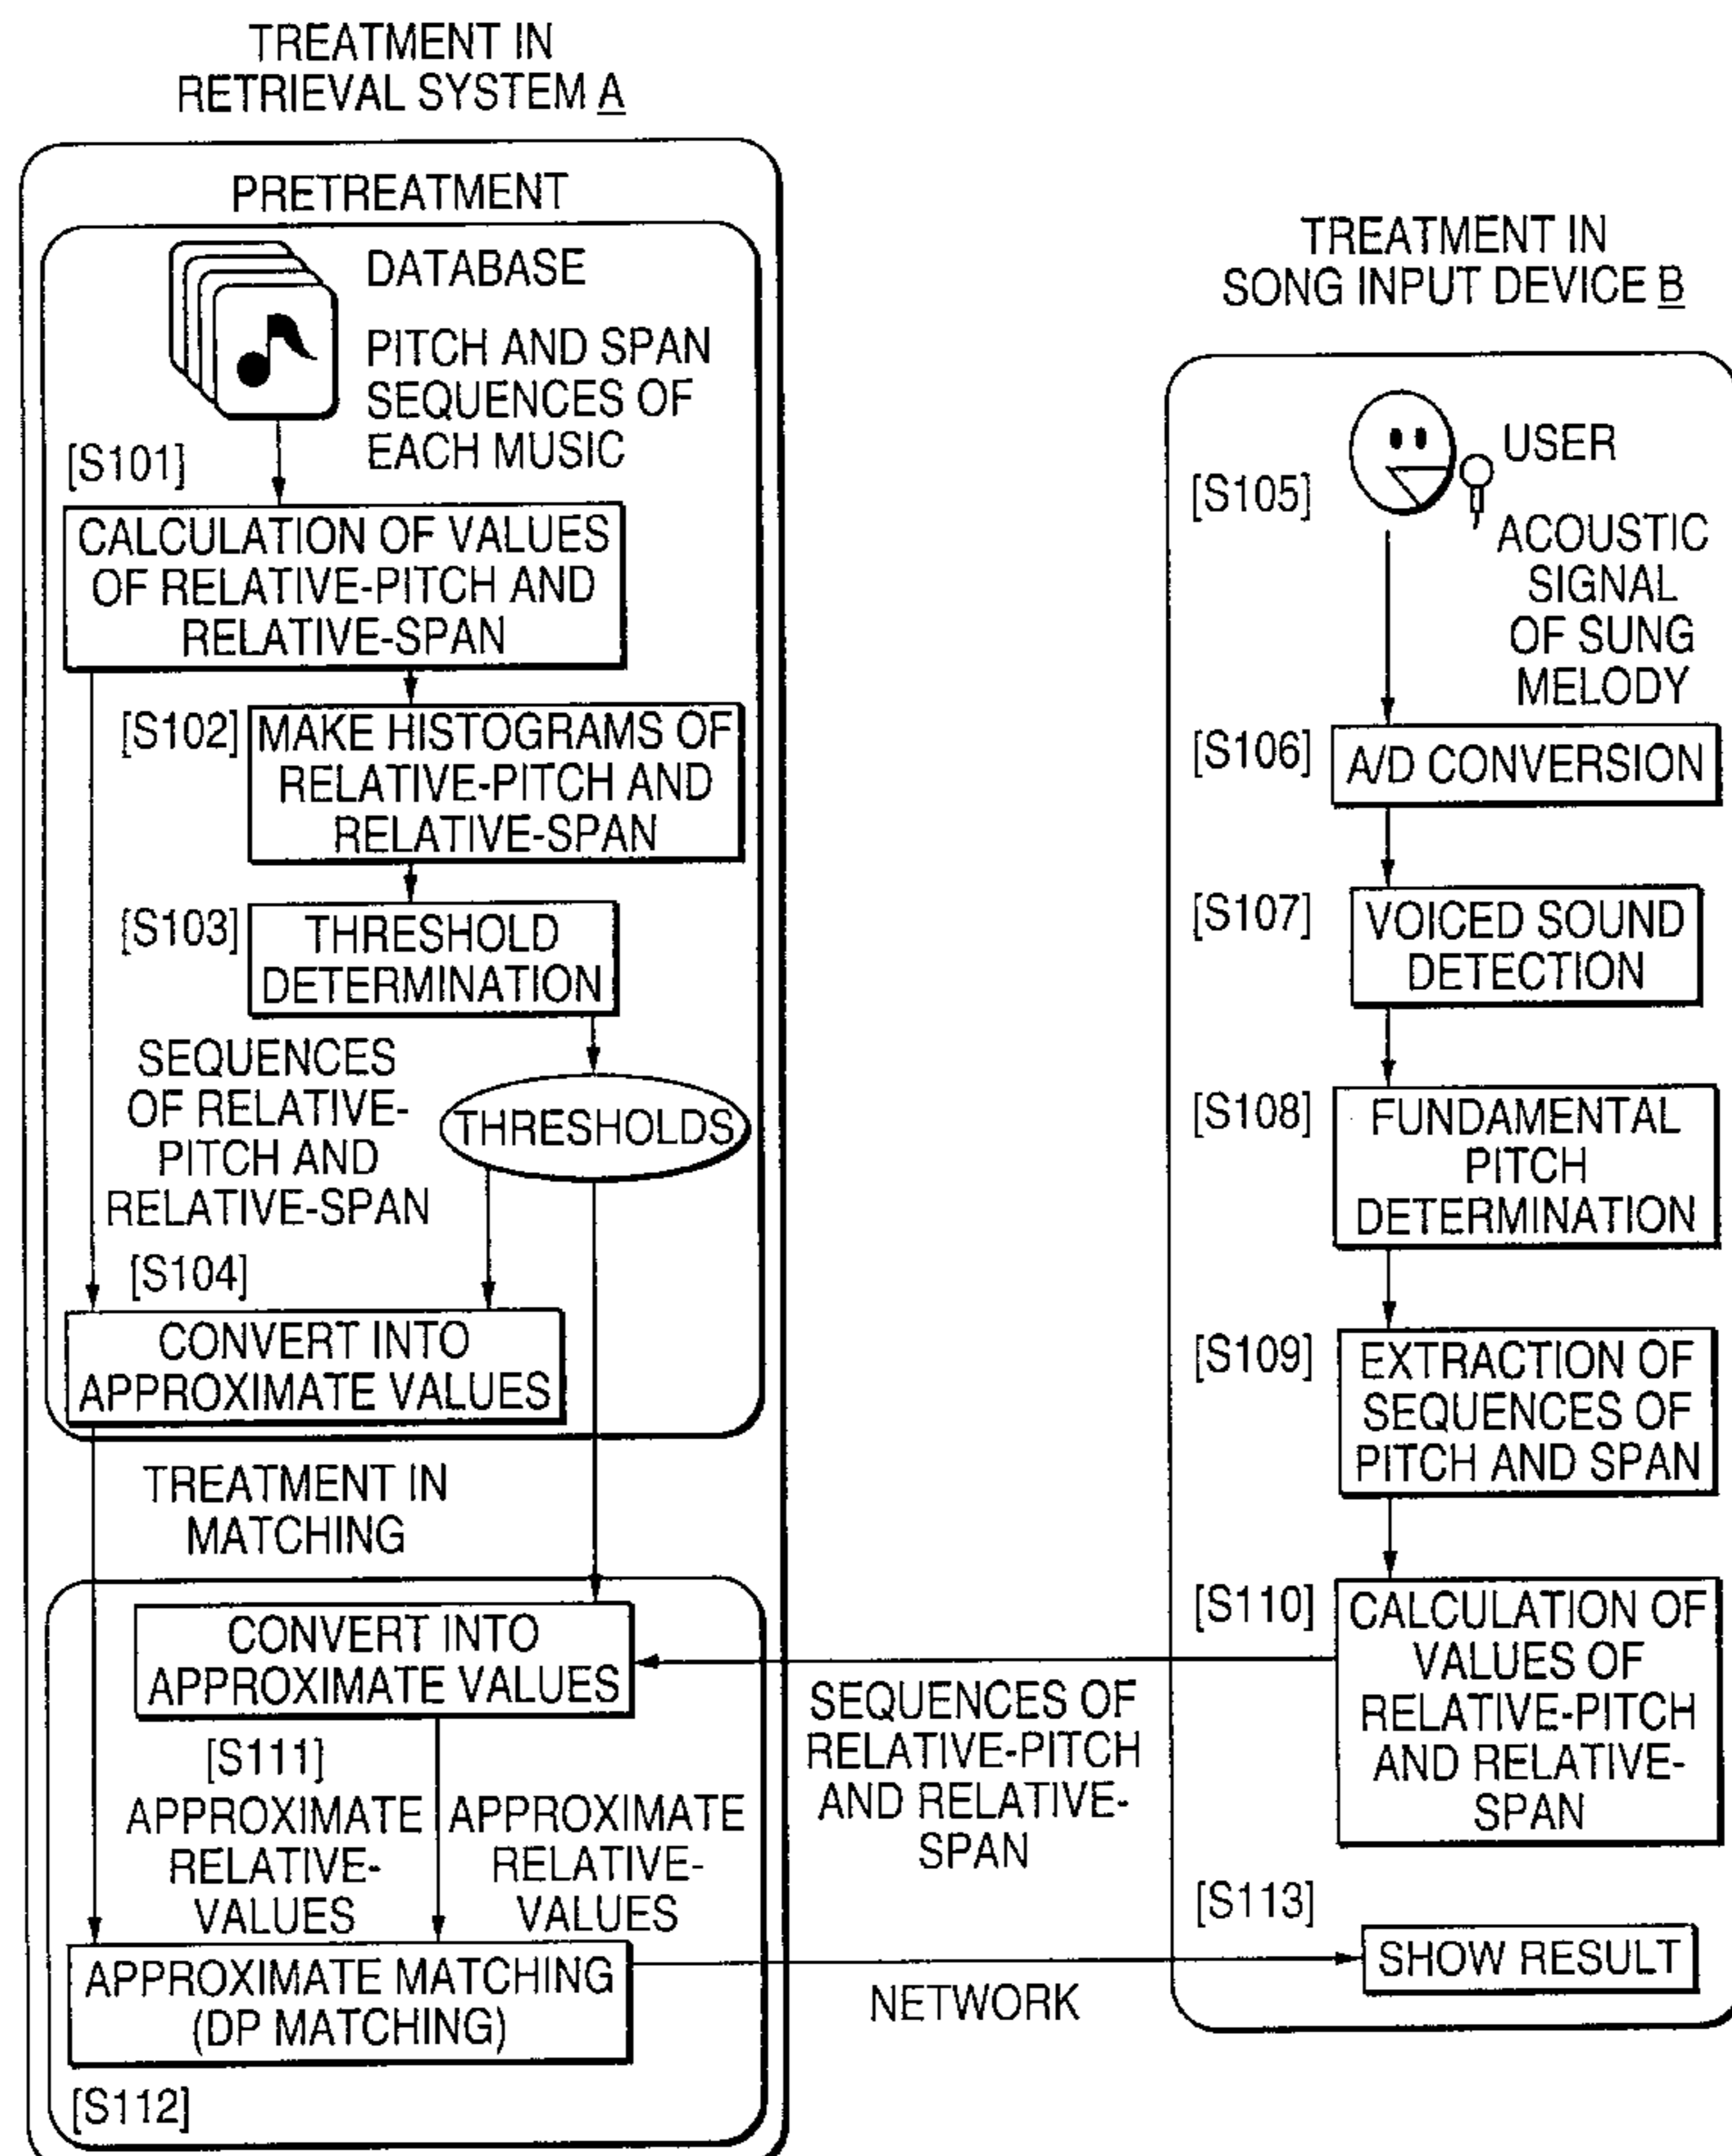 TREATMENT IN
RETRIEVAL SYSTEM A
PRETREATMENT
DATABASE
PITCH AND SPAN
SEQUENCES OF
EACH MUSIC
[S101]
CALCULATION OF VALUES
OF RELATIVE-PITCH AND
RELATIVE-SPAN
[S102]
MAKE HISTOGRAMS OF
RELATIVE-PITCH AND
RELATIVE-SPAN
[S103]
THRESHOLD
DETERMINATION
SEQUENCES
OF RELATIVE-
PITCH AND
RELATIVE-SPAN
THRESHOLDS
[S104]
CONVERT INTO
APPROXIMATE VALUES
TREATMENT IN
MATCHING
CONVERT INTO
APPROXIMATE VALUES
[S111]
APPROXIMATE
RELATIVE-
VALUES
APPROXIMATE
RELATIVE-
VALUES
APPROXIMATE MATCHING
(DP MATCHING)
[S112]
SEQUENCES OF
RELATIVE-PITCH
AND RELATIVE-
SPAN
NETWORK
TREATMENT IN
SONG INPUT DEVICE B
[S105]
USER
ACOUSTIC
SIGNAL
OF SUNG
MELODY
[S106]
A/D CONVERSION
[S107]
VOICED SOUND
DETECTION
[S108]
FUNDAMENTAL
PITCH
DETERMINATION
[S109]
EXTRACTION OF
SEQUENCES OF
PITCH AND SPAN
[S110]
CALCULATION OF
VALUES OF
RELATIVE-PITCH
AND RELATIVE-
SPAN
[S113]
SHOW RESULT